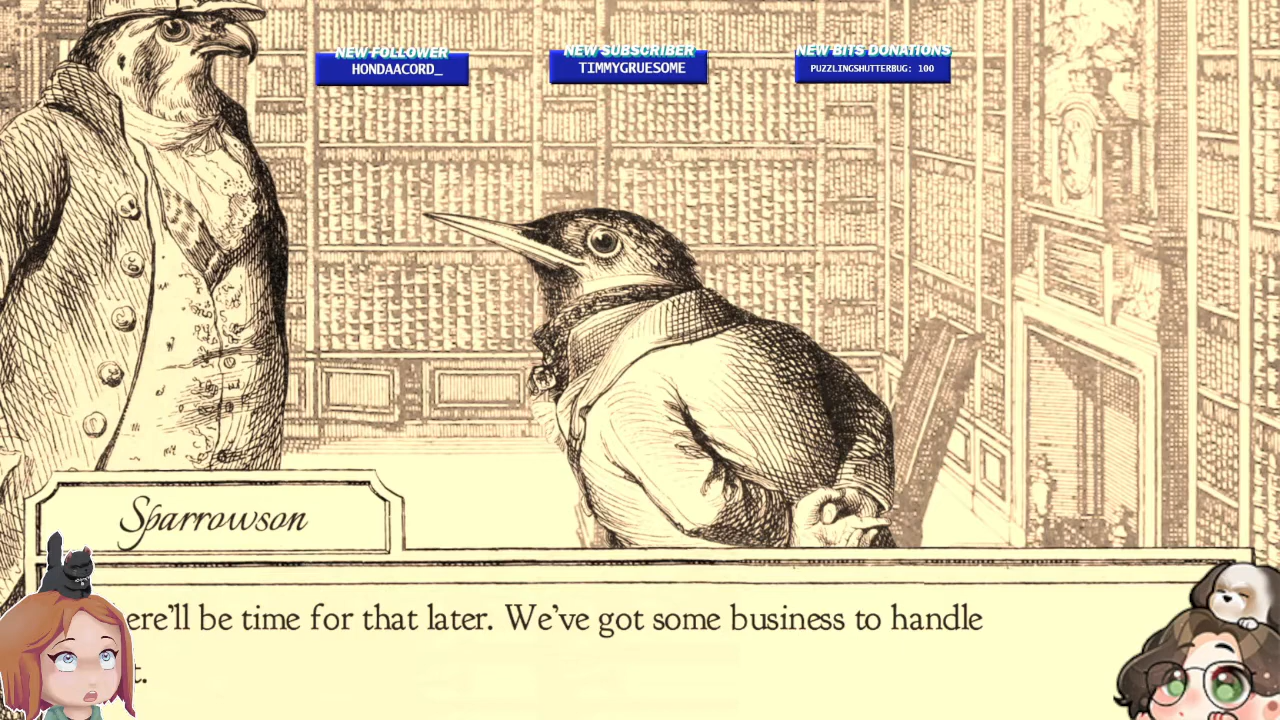 NEW FOLLOWER
HONDAACORD_
NEW SUBSCRIBER
TIMMYGRUESOME
NEW BITS DONATIONS
PUZZLINGSHUTTERBUG: 100
Sparrowson
ere'll be time for that later. We've got some business to handle
t.